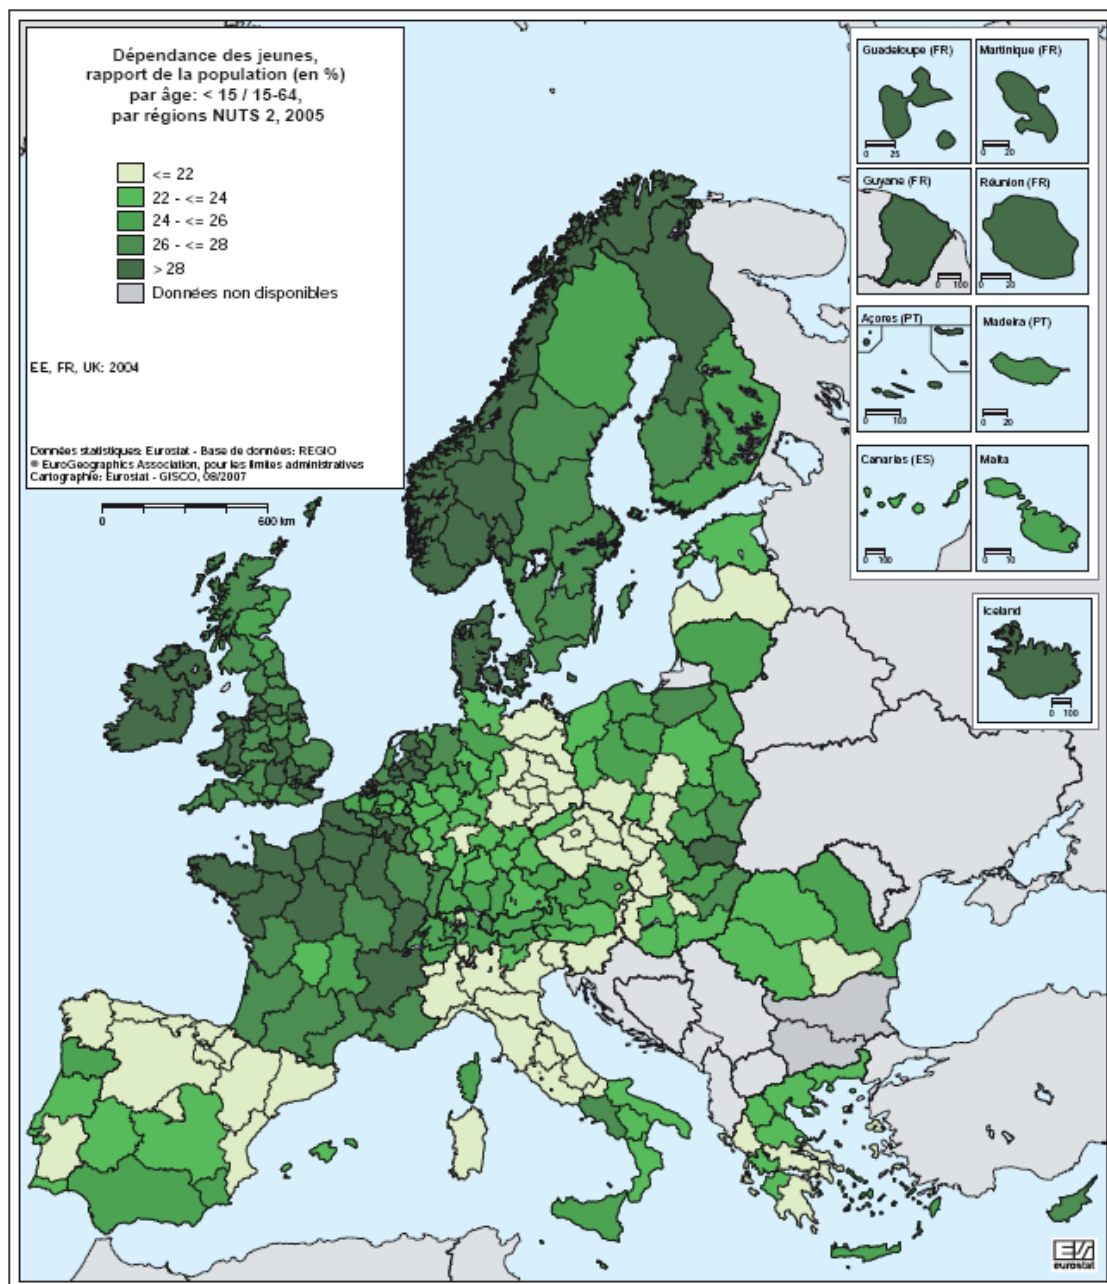 Dépendance des jeunes,
rapport de la population (en %)
par âge: < 15 / 15-64,
par régions NUTS 2, 2005
<= 22
22 - <= 24
24 - <= 26
26 - <= 28
> 28
Données non disponibles
EE, FR, UK: 2004
Données statistiques: Eurostat - Base de données: REGIO
© EuroGeographics Association, pour les limites administratives
Cartographie: Eurostat - GISCO, 08/2007
0 600 km
Guadeloupe (FR)
0 25
Martinique (FR)
0 20
Guyane (FR)
0 100
Réunion (FR)
0 20
Açores (PT)
0 100
Madeira (PT)
0 20
Canarias (ES)
0 100
Malta
0 10
Iceland
0 100
eurostat